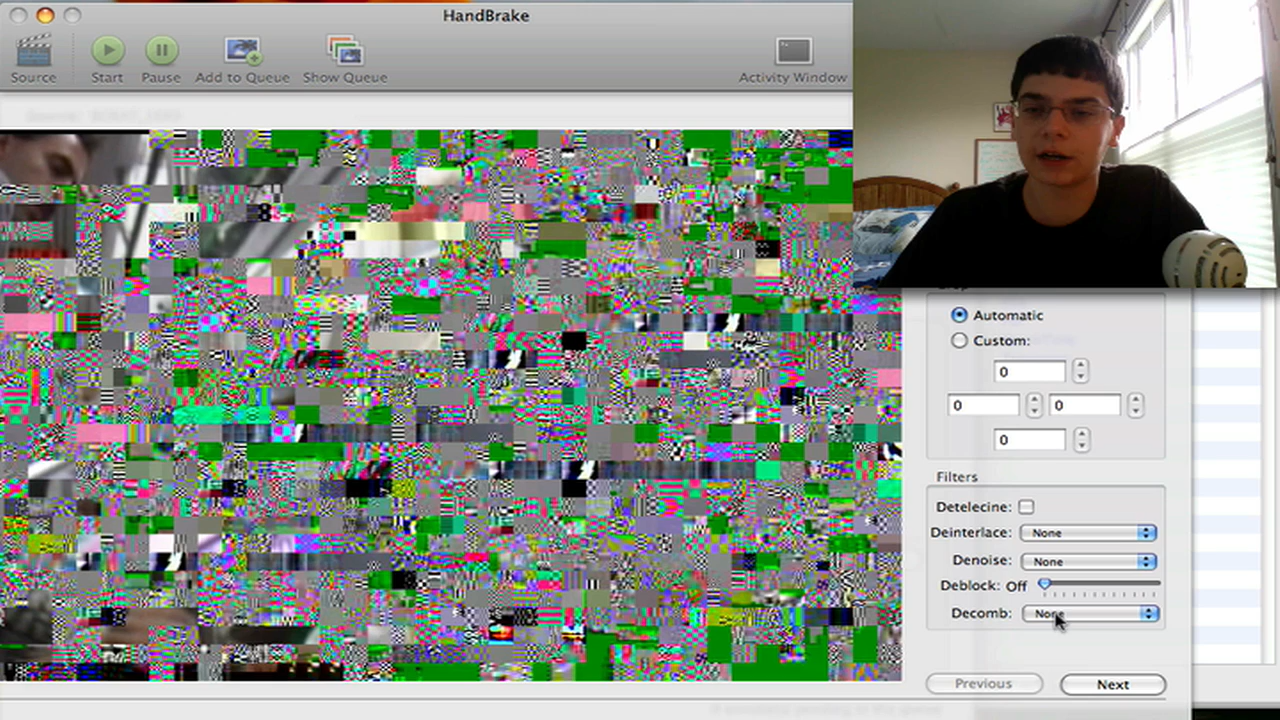 HandBrake
Source
Start
Pause
Add to Queue
Show Queue
Activity Window
Automatic
Custom:
0
0
0
0
Filters
Detelecine:
Deinterlace: None
Denoise: None
Deblock: Off
Decomb: None
Previous
Next